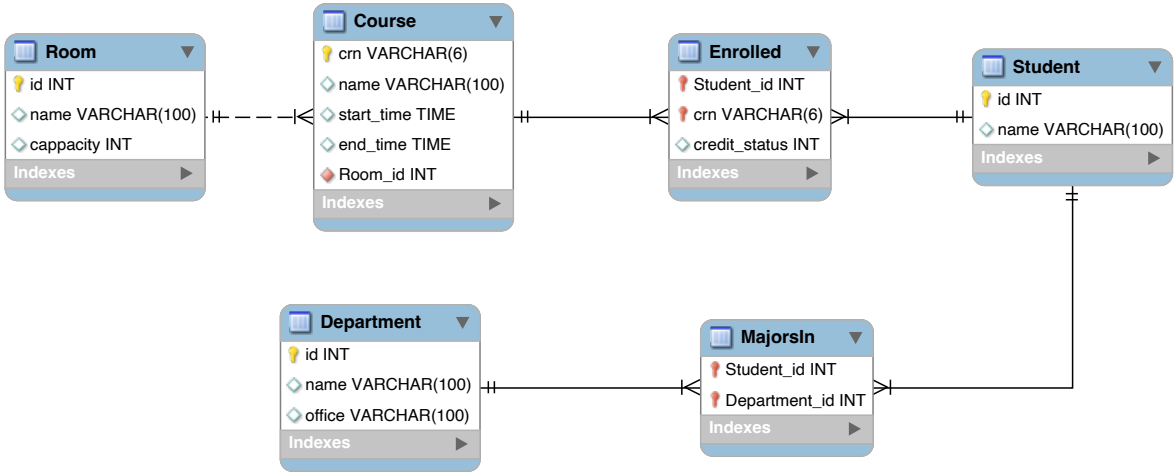 Room
id INT
name VARCHAR(100)
cappacity INT
Indexes
Course
crn VARCHAR(6)
name VARCHAR(100)
start_time TIME
end_time TIME
Room_id INT
Indexes
Enrolled
Student_id INT
crn VARCHAR(6)
credit_status INT
Indexes
Student
id INT
name VARCHAR(100)
Indexes
Department
id INT
name VARCHAR(100)
office VARCHAR(100)
Indexes
MajorsIn
Student_id INT
Department_id INT
Indexes